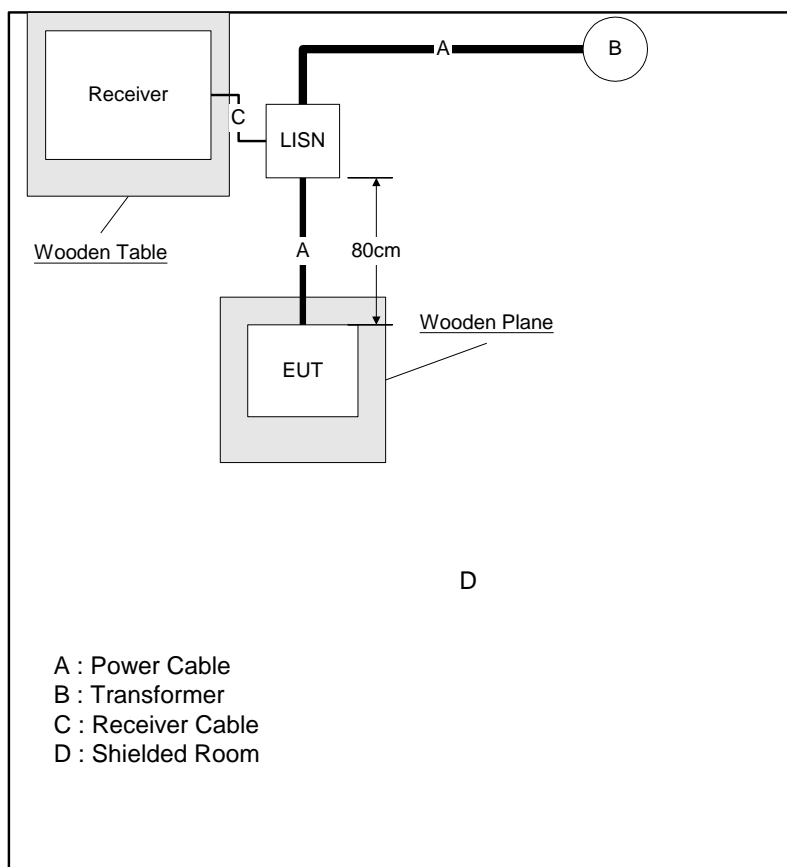 A
B
Receiver
C
LISN
Wooden Table
A
80cm
Wooden Plane
EUT
D
A : Power Cable
B : Transformer
C : Receiver Cable
D : Shielded Room